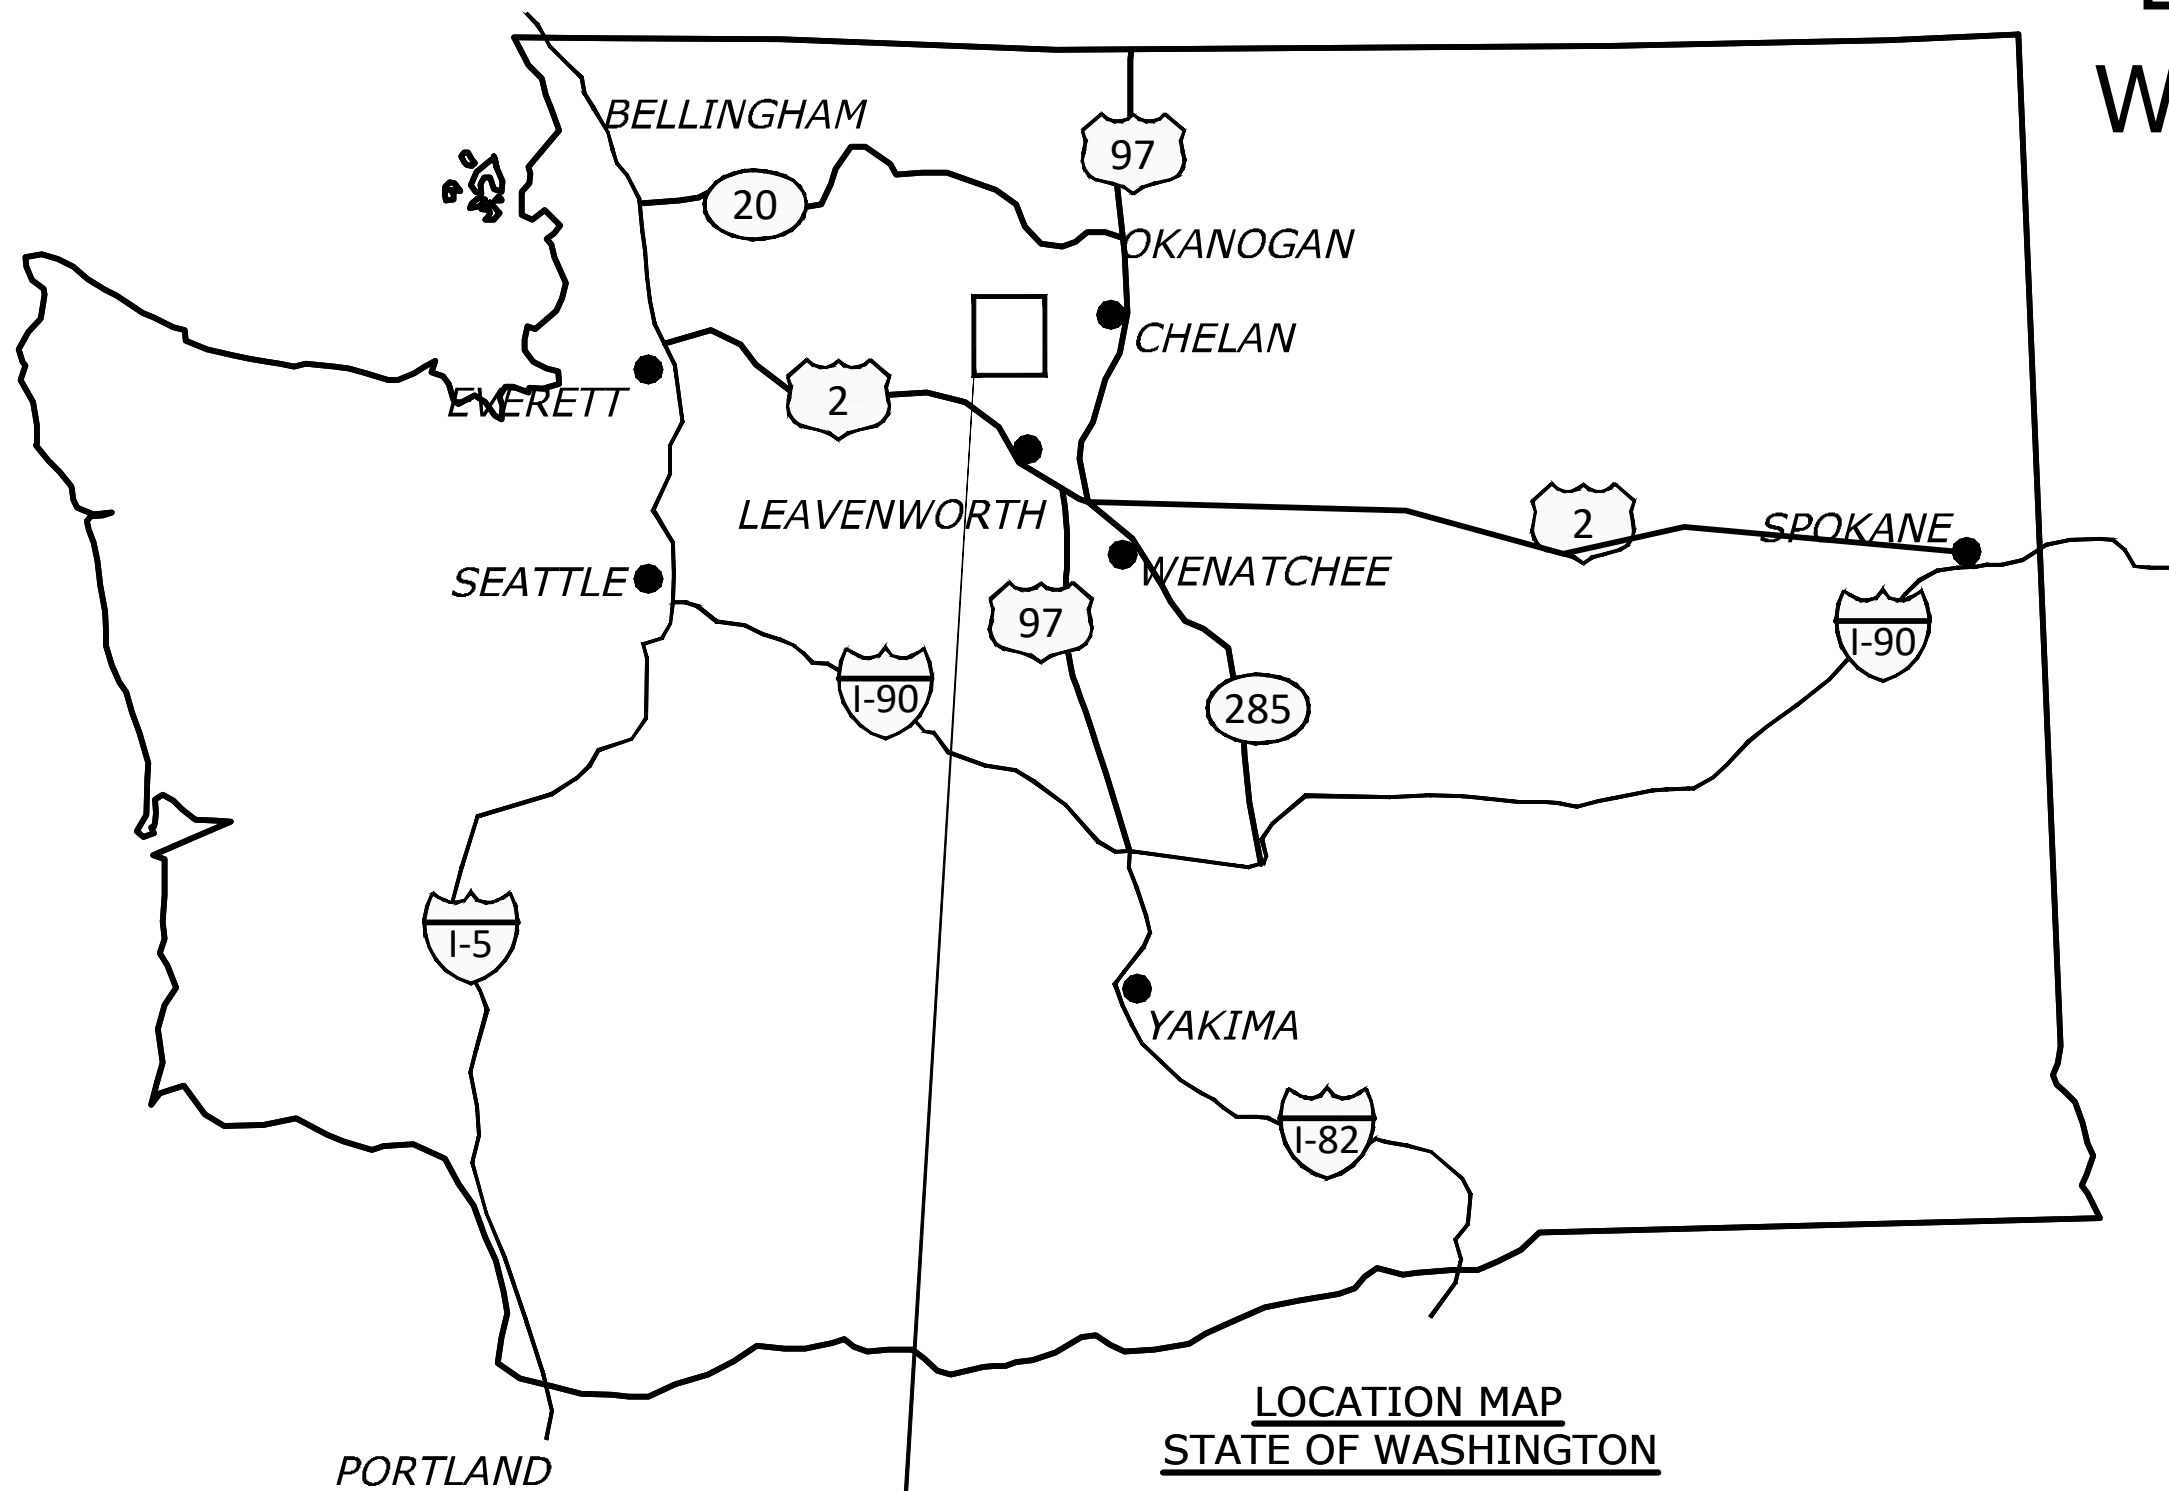 W
BELLINGHAM
97
20
OKANOGAN
CHELAN
EVERETT
2
LEAVENWORTH
2
SPOKANE
SEATTLE
WENATCHEE
97
I-90
I-90
285
I-5
YAKIMA
I-82
LOCATION MAP
STATE OF WASHINGTON
PORTLAND